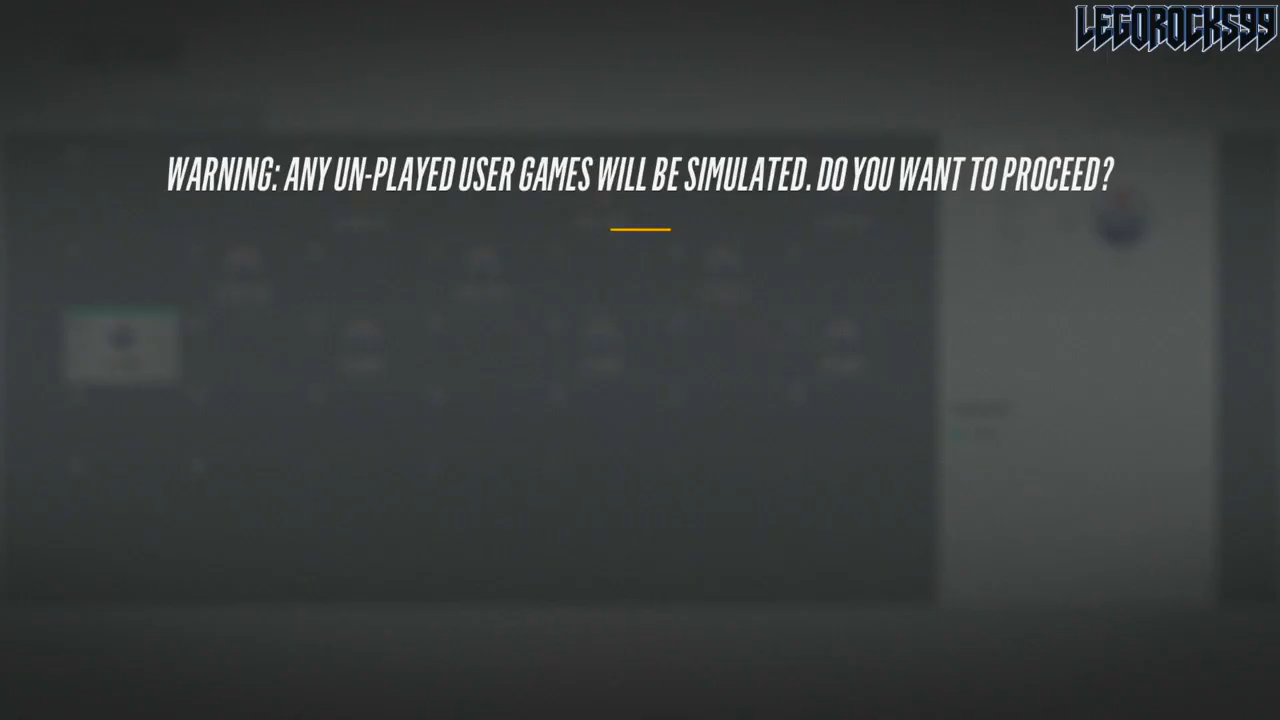 LEGOROCKS99
WARNING: ANY UN-PLAYED USER GAMES WILL BE SIMULATED. DO YOU WANT TO PROCEED?